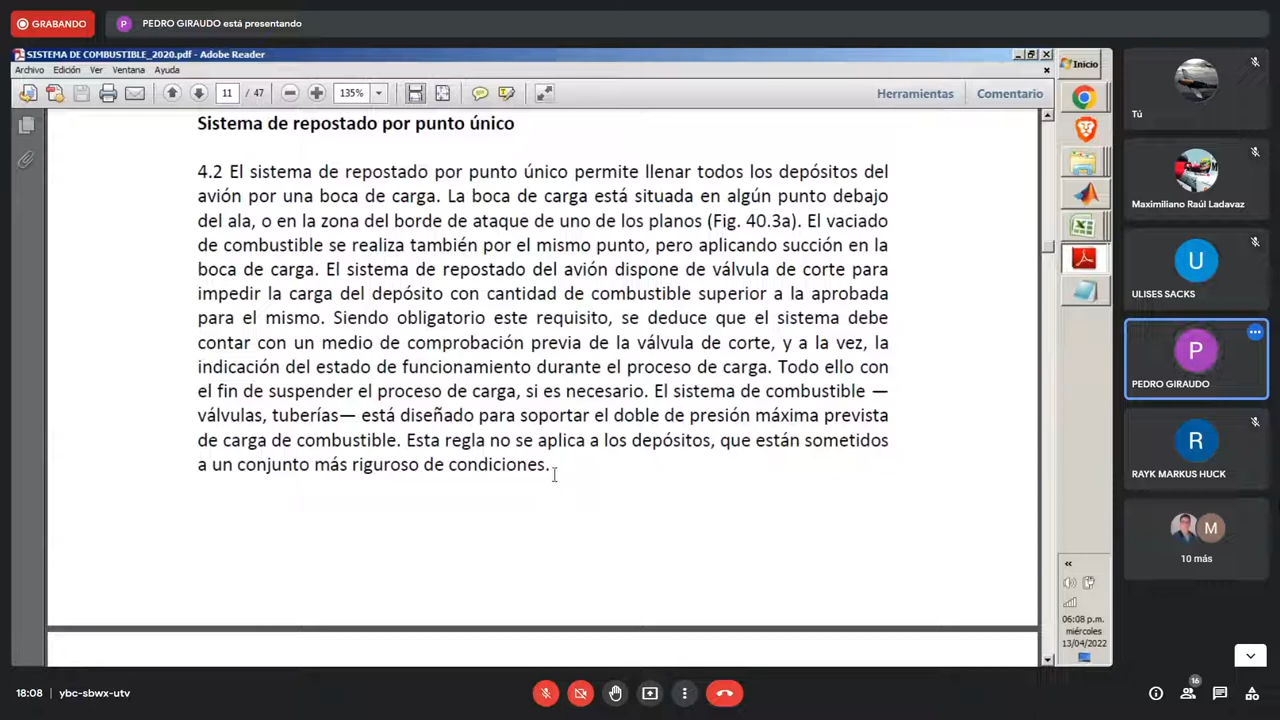 GRABANDO
P PEDRO GIRAUDO está presentando
SISTEMA DE COMBUSTIBLE_2020.pdf - Adobe Reader
Archivo Edición Ver Ventana Ayuda
11 / 47 135% Herramientas Comentario
Sistema de repostado por punto único
4.2 El sistema de repostado por punto único permite llenar todos los depósitos del
avión por una boca de carga. La boca de carga está situada en algún punto debajo
del ala, o en la zona del borde de ataque de uno de los planos (Fig. 40.3a). El vaciado
de combustible se realiza también por el mismo punto, pero aplicando succión en la
boca de carga. El sistema de repostado del avión dispone de válvula de corte para
impedir la carga del depósito con cantidad de combustible superior a la aprobada
para el mismo. Siendo obligatorio este requisito, se deduce que el sistema debe
contar con un medio de comprobación previa de la válvula de corte, y a la vez, la
indicación del estado de funcionamiento durante el proceso de carga. Todo ello con
el fin de suspender el proceso de carga, si es necesario. El sistema de combustible —
válvulas, tuberías— está diseñado para soportar el doble de presión máxima prevista
de carga de combustible. Esta regla no se aplica a los depósitos, que están sometidos
a un conjunto más riguroso de condiciones.
Inicio
«
06:08 p.m.
miércoles
13/04/2022
Tú
Maximiliano Raúl Ladavaz
U
ULISES SACKS
P
PEDRO GIRAUDO
R
RAYK MARKUS HUCK
M
10 más
18:08 ybc-sbwx-utv
16